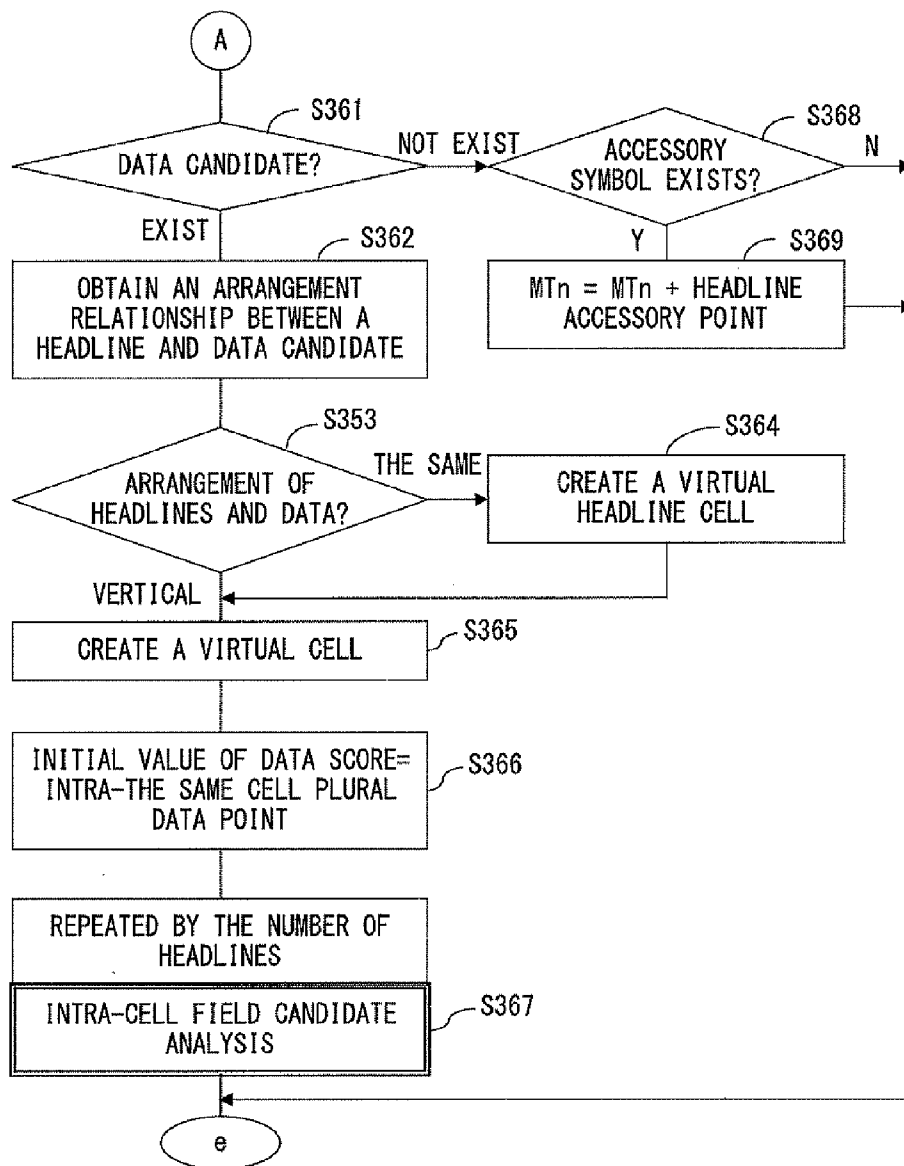 A
S361
DATA CANDIDATE?
NOT EXIST
S368
ACCESSORY
SYMBOL EXISTS?
N
EXIST
Y
S362
OBTAIN AN ARRANGEMENT
RELATIONSHIP BETWEEN A
HEADLINE AND DATA CANDIDATE
S369
MTn = MTn + HEADLINE
ACCESSORY POINT
S353
ARRANGEMENT OF
HEADLINES AND DATA?
THE SAME
S364
CREATE A VIRTUAL
HEADLINE CELL
VERTICAL
S365
CREATE A VIRTUAL CELL
S366
INITIAL VALUE OF DATA SCORE=
INTRA-THE SAME CELL PLURAL
DATA POINT
REPEATED BY THE NUMBER OF
HEADLINES
S367
INTRA-CELL FIELD CANDIDATE
ANALYSIS
e